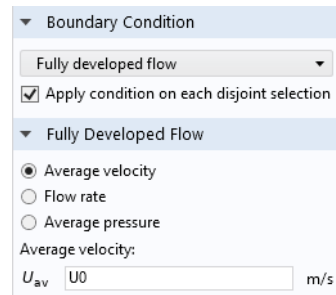 Boundary Condition
Fully developed flow
Apply condition on each disjoint selection
Fully Developed Flow
Average velocity
Flow rate
Average pressure
Average velocity:
Uav U0 m/s